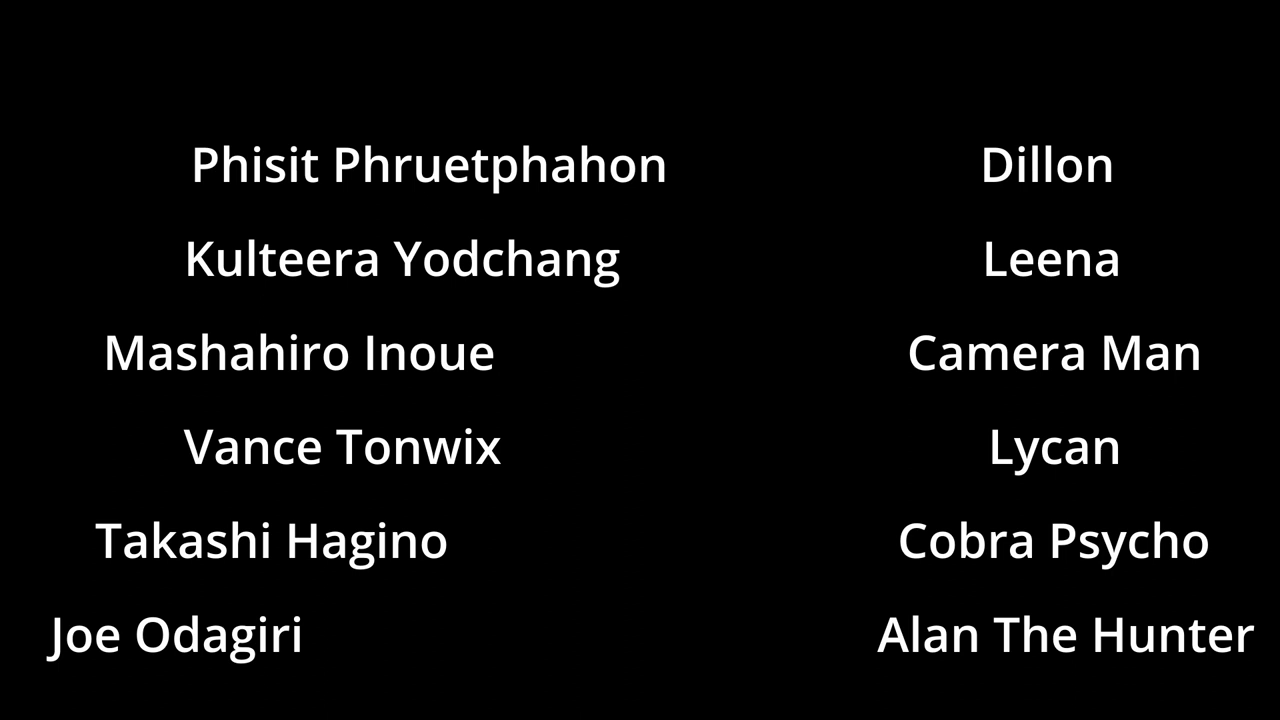 Phisit Phruetphahon Dillon
Kulteera Yodchang Leena
Mashahiro Inoue Camera Man
Vance Tonwix Lycan
Takashi Hagino Cobra Psycho
Joe Odagiri Alan The Hunter